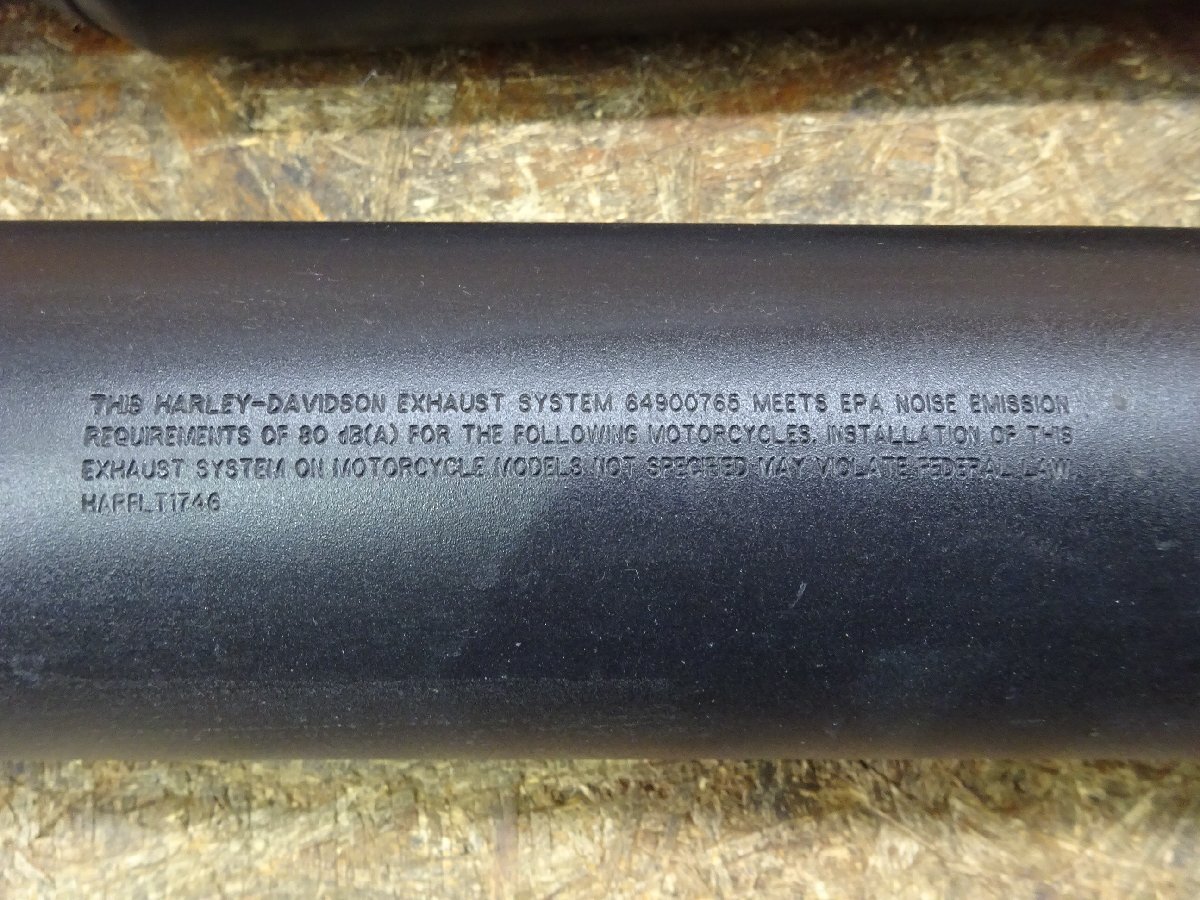 THIS HARLEY-DAVIDSON EXHAUST SYSTEM 64900765 MEETS EPA NOISE EMISSION
REQUIREMENTS OF 80 dB(A) FOR THE FOLLOWING MOTORCYCLES. INSTALLATION OF THIS
EXHAUST SYSTEM ON MOTORCYCLE MODELS NOT SPECIFIED MAY VIOLATE FEDERAL LAW.